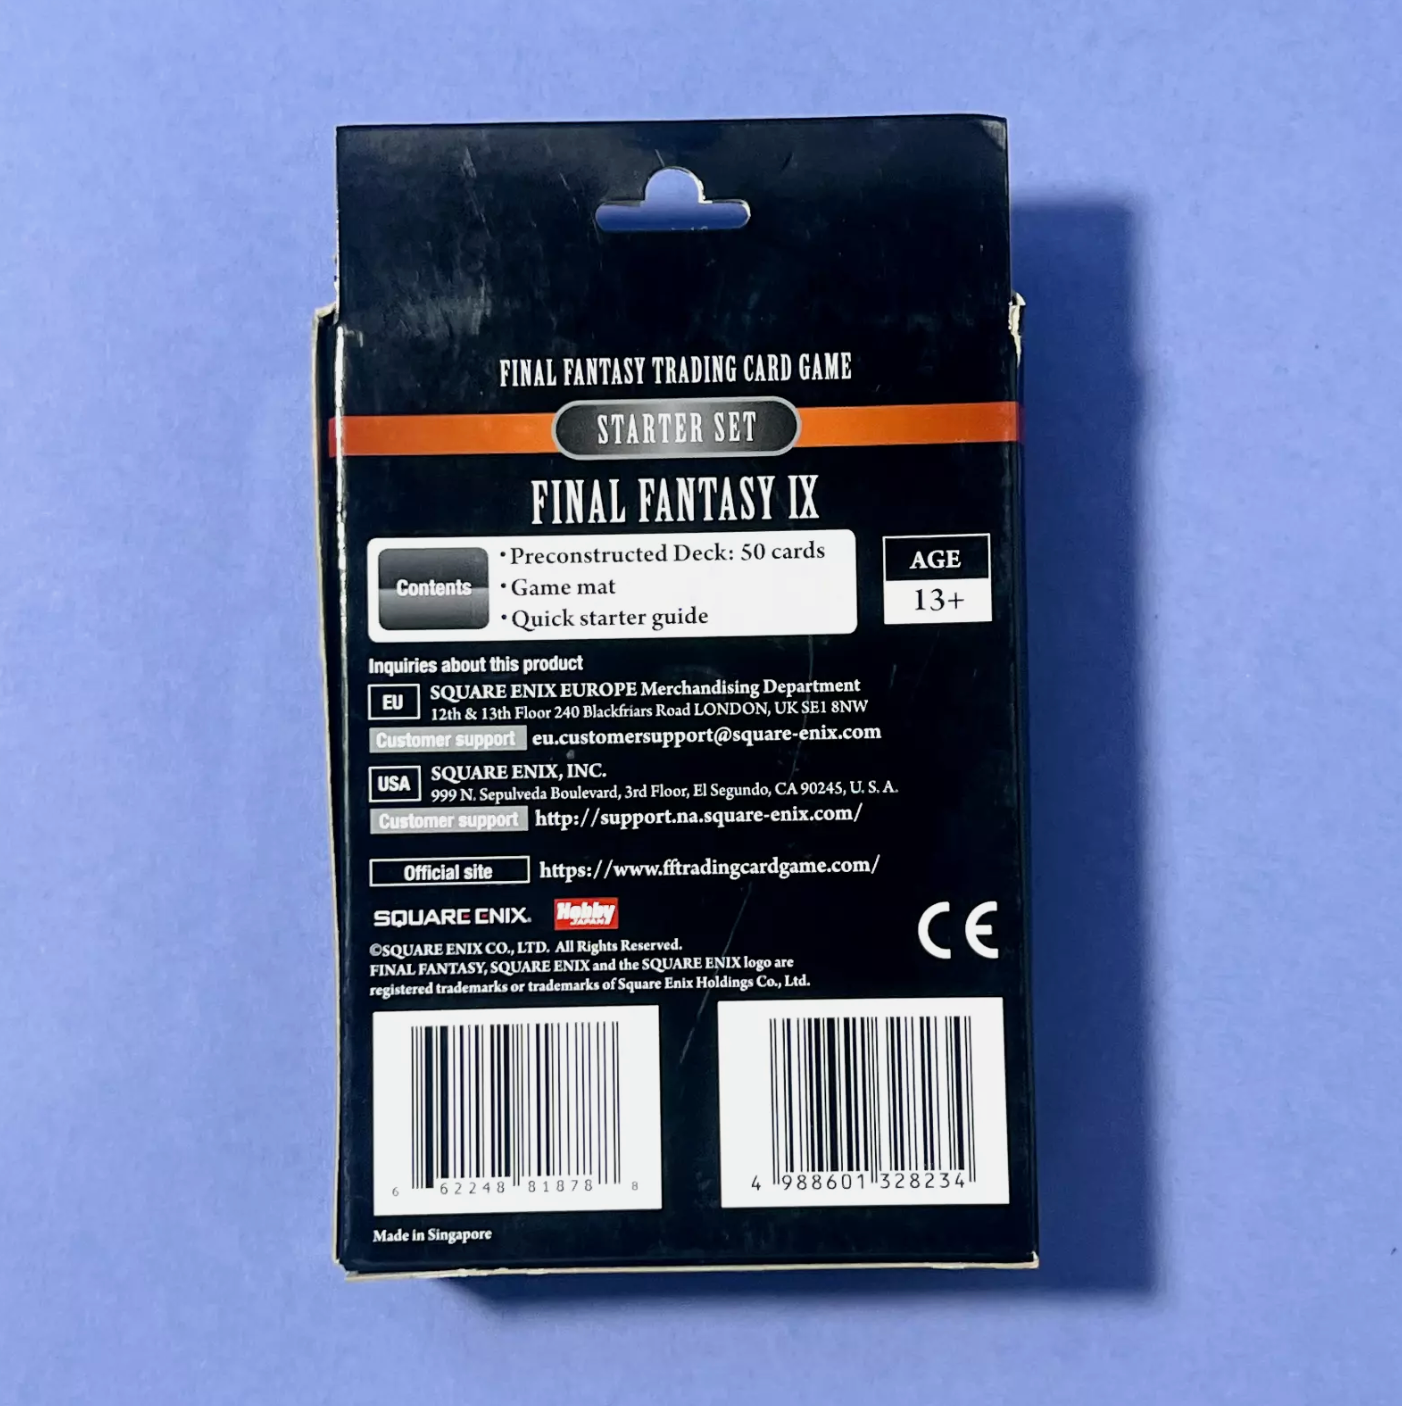 FINAL FANTASY TRADING CARD GAME
STARTER SET
FINAL FANTASY IX
Contents
・Preconstructed Deck: 50 cards
・Game mat
・Quick starter guide
AGE
13+
Inquiries about this product
EU
SQUARE ENIX EUROPE Merchandising Department
12th & 13th Floor 240 Blackfriars Road LONDON, UK SE1 8NW
Customer support eu.customersupport@square-enix.com
USA
SQUARE ENIX, INC.
999 N. Sepulveda Boulevard, 3rd Floor, El Segundo, CA 90245, U. S. A.
Customer support http://support.na.square-enix.com/
Official site https://www.fftradingcardgame.com/
SQUARE ENIX. Hobby JAPAN CE
©SQUARE ENIX CO., LTD. All Rights Reserved.
FINAL FANTASY, SQUARE ENIX and the SQUARE ENIX logo are
registered trademarks or trademarks of Square Enix Holdings Co., Ltd.
6 62248 81878 8
4 988601 328234
Made in Singapore